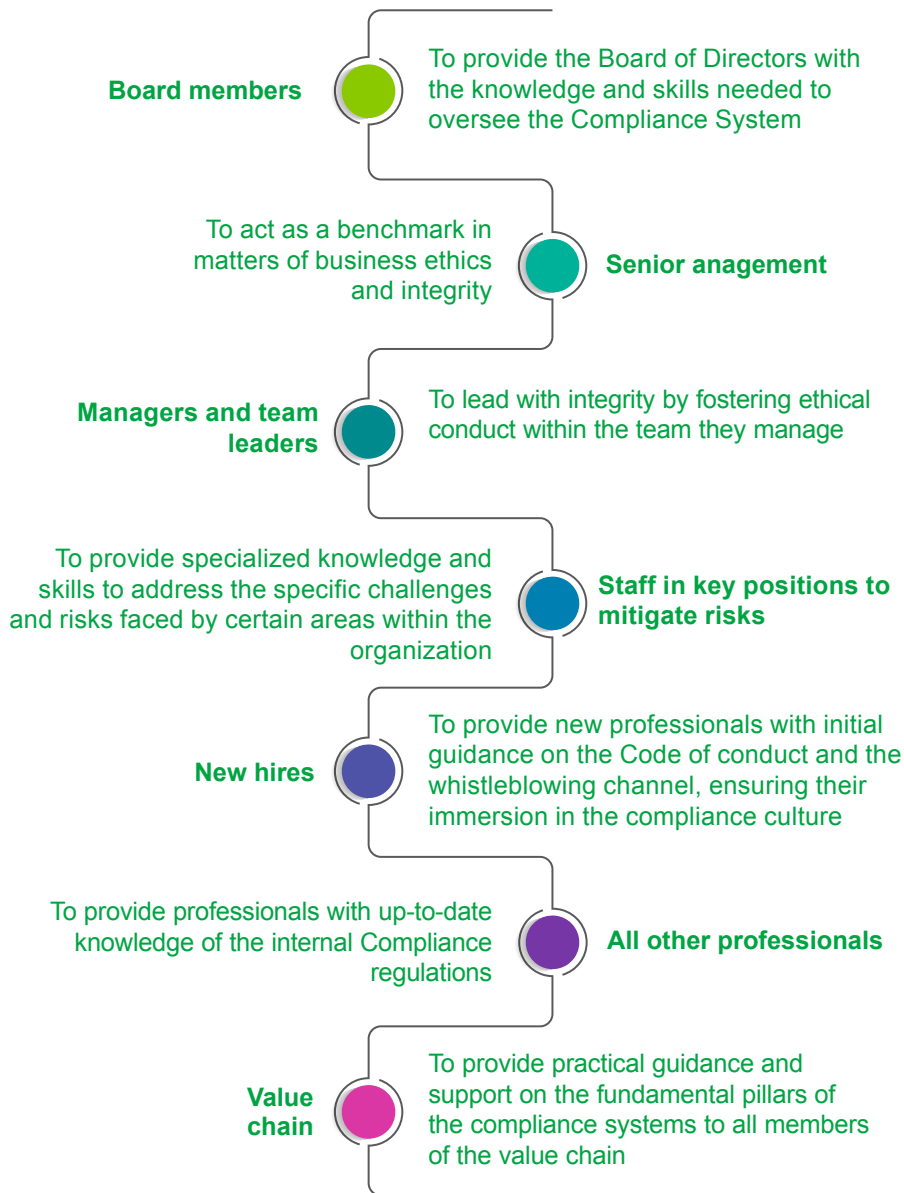 Board members
To provide the Board of Directors with
the knowledge and skills needed to
oversee the Compliance System
To act as a benchmark in
matters of business ethics
and integrity
Senior anagement
Managers and team
leaders
To lead with integrity by fostering ethical
conduct within the team they manage
To provide specialized knowledge and
skills to address the specific challenges
and risks faced by certain areas within the
organization
Staff in key positions to
mitigate risks
New hires
To provide new professionals with initial
guidance on the Code of conduct and the
whistleblowing channel, ensuring their
immersion in the compliance culture
To provide professionals with up-to-date
knowledge of the internal Compliance
regulations
All other professionals
Value
chain
To provide practical guidance and
support on the fundamental pillars of
the compliance systems to all members
of the value chain